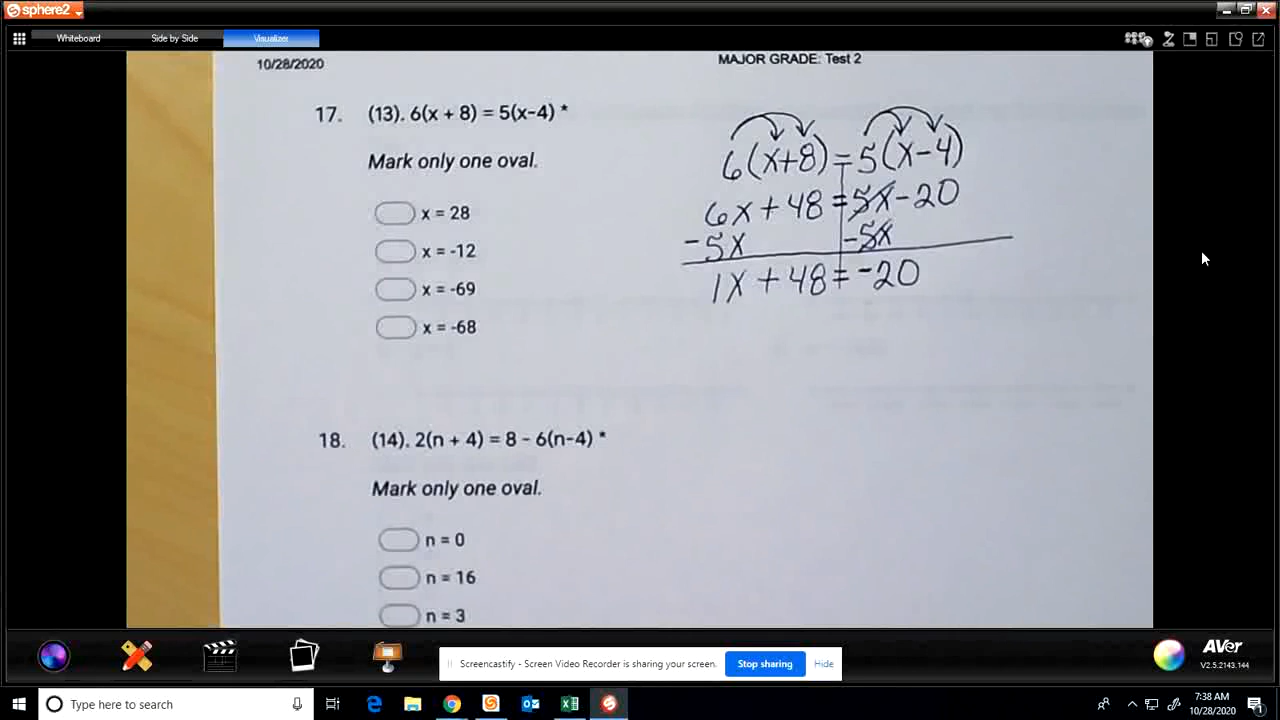 sphere2
Whiteboard
Side by Side
Visualizer
10/28/2020
MAJOR GRADE: Test 2
17. (13). 6(x + 8) = 5(x-4) *
Mark only one oval.
x = 28
x = -12
x = -69
x = -68
6(x+8)=5(x-4)
6x+48=5x-20
-5x -5x
1x+48=-20
18. (14). 2(n + 4) = 8 - 6(n-4) *
Mark only one oval.
n = 0
n = 16
n = 3
Screencastify - Screen Video Recorder is sharing your screen.
Stop sharing
Hide
AVer
V2.5.2143.144
Type here to search
7:38 AM
10/28/2020
1